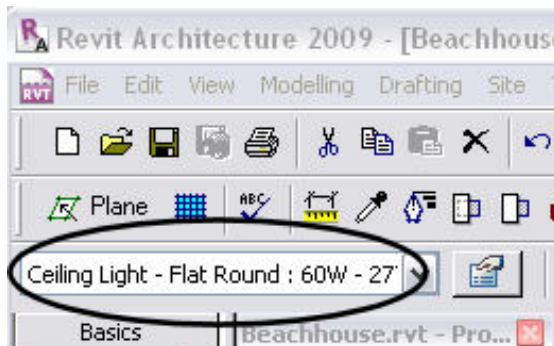 Revit Architecture 2009 - [Beachhouse
File Edit View Modelling Drafting Site
Plane
ABC
Ceiling Light - Flat Round : 60W - 27
Basics
Beachhouse.rvt - Pro...